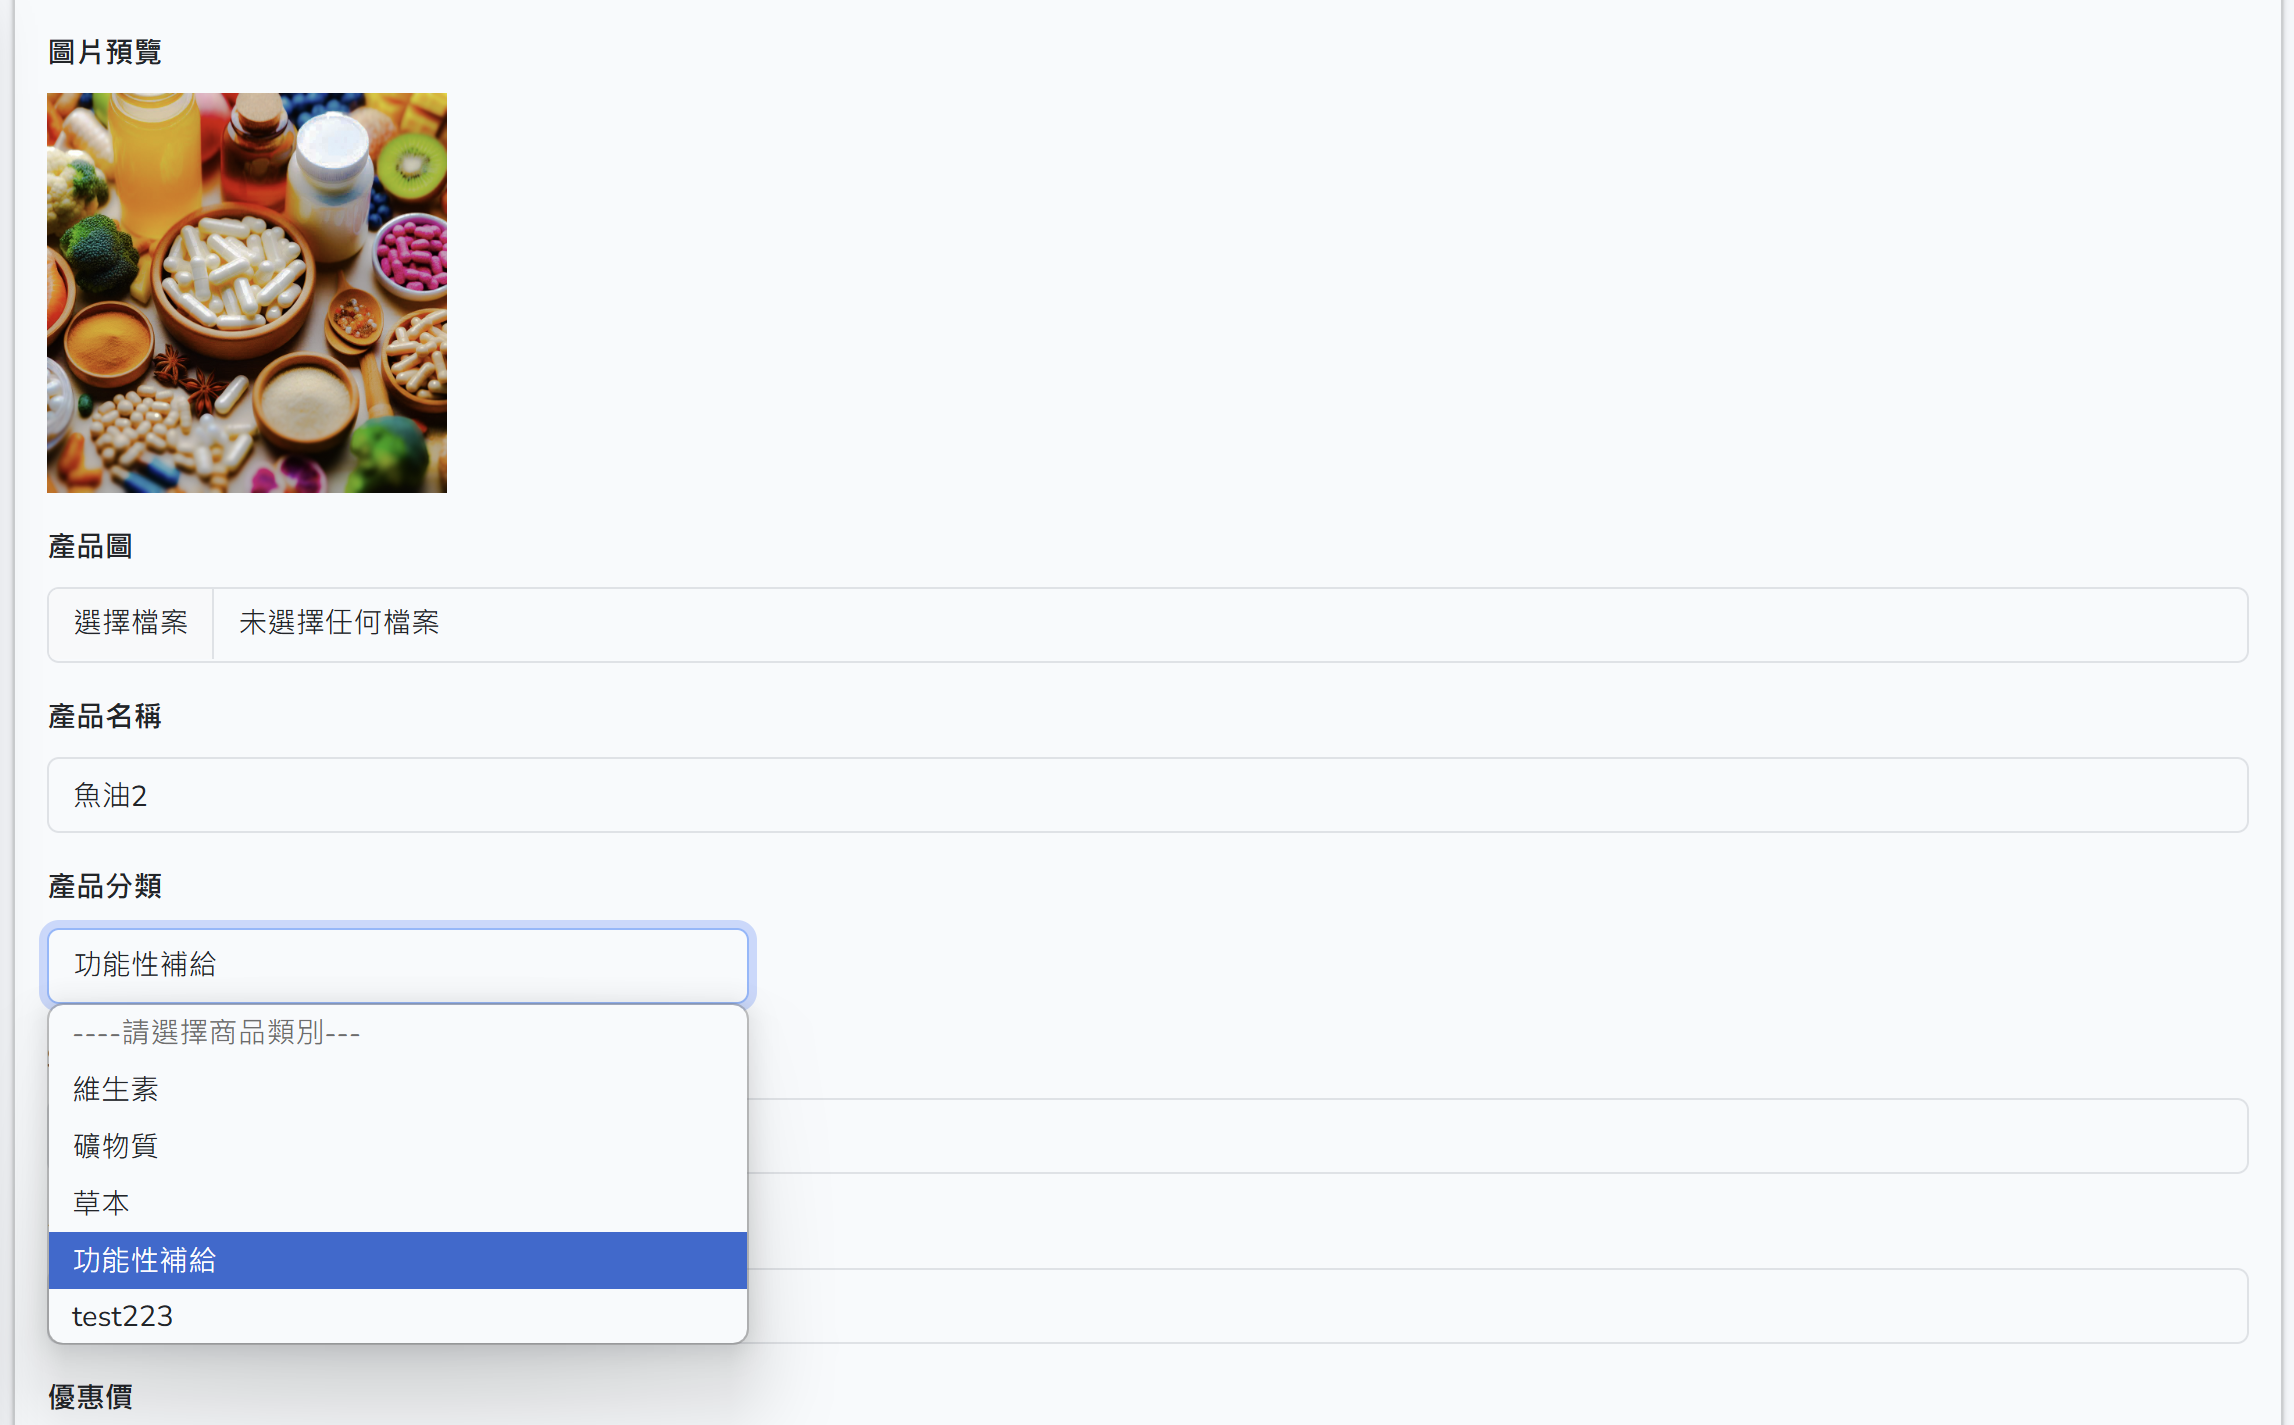 圖片預覽
產品圖
選擇檔案 未選擇任何檔案
產品名稱
魚油2
產品分類
功能性補給
----請選擇商品類別---
維生素
礦物質
草本
功能性補給
test223
優惠價